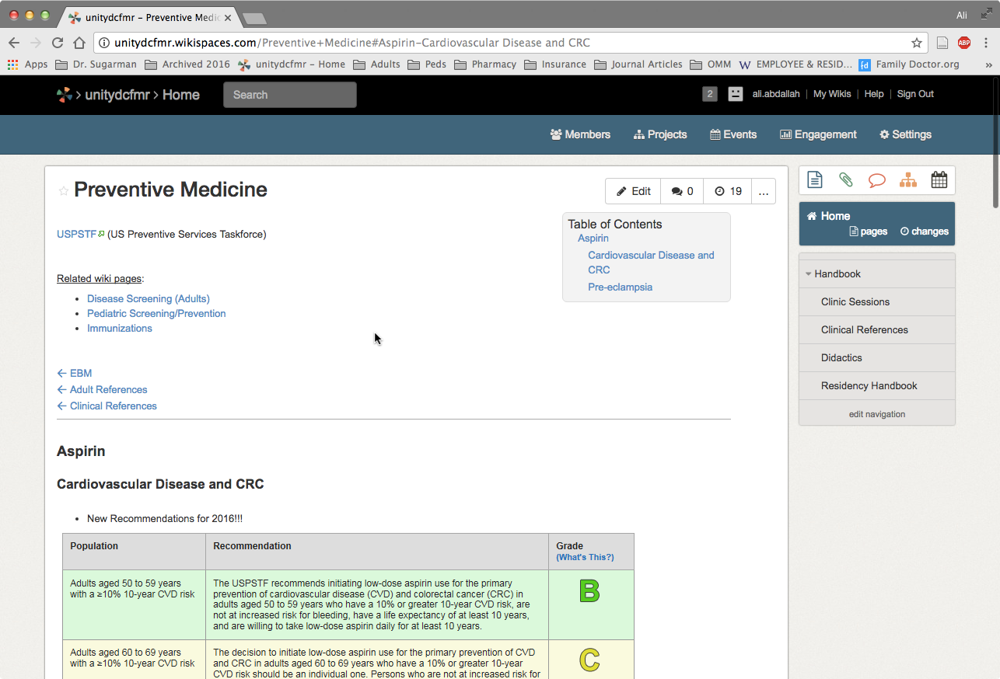 unitydcfmr – Preventive Medic
Ali
unitydcfmr.wikispaces.com/Preventive+Medicine#Aspirin-Cardiovascular Disease and CRC
ABP
Apps Dr. Sugarman Archived 2016 unitydcfmr – Home Adults Peds Pharmacy Insurance Journal Articles OMM W EMPLOYEE & RESID... fd Family Doctor.org »
unitydcfmr Home
Search
2 ali.abdallah | My Wikis | Help | Sign Out
Members Projects Events Engagement Settings
Preventive Medicine
Edit 0 19 ...
USPSTF (US Preventive Services Taskforce)
Related wiki pages:
• Disease Screening (Adults)
• Pediatric Screening/Prevention
• Immunizations
← EBM
← Adult References
← Clinical References
Table of Contents
Aspirin
Cardiovascular Disease and
CRC
Pre-eclampsia
Home
pages changes
Handbook
Clinic Sessions
Clinical References
Didactics
Residency Handbook
edit navigation
Aspirin
Cardiovascular Disease and CRC
• New Recommendations for 2016!!!
Population Recommendation Grade
(What's This?)
Adults aged 50 to 59 years
with a ≥10% 10-year CVD risk
The USPSTF recommends initiating low-dose aspirin use for the primary
prevention of cardiovascular disease (CVD) and colorectal cancer (CRC) in
adults aged 50 to 59 years who have a 10% or greater 10-year CVD risk, are
not at increased risk for bleeding, have a life expectancy of at least 10 years,
and are willing to take low-dose aspirin daily for at least 10 years.
B
Adults aged 60 to 69 years
with a ≥10% 10-year CVD risk
The decision to initiate low-dose aspirin use for the primary prevention of CVD
and CRC in adults aged 60 to 69 years who have a 10% or greater 10-year
CVD risk should be an individual one. Persons who are not at increased risk for
C